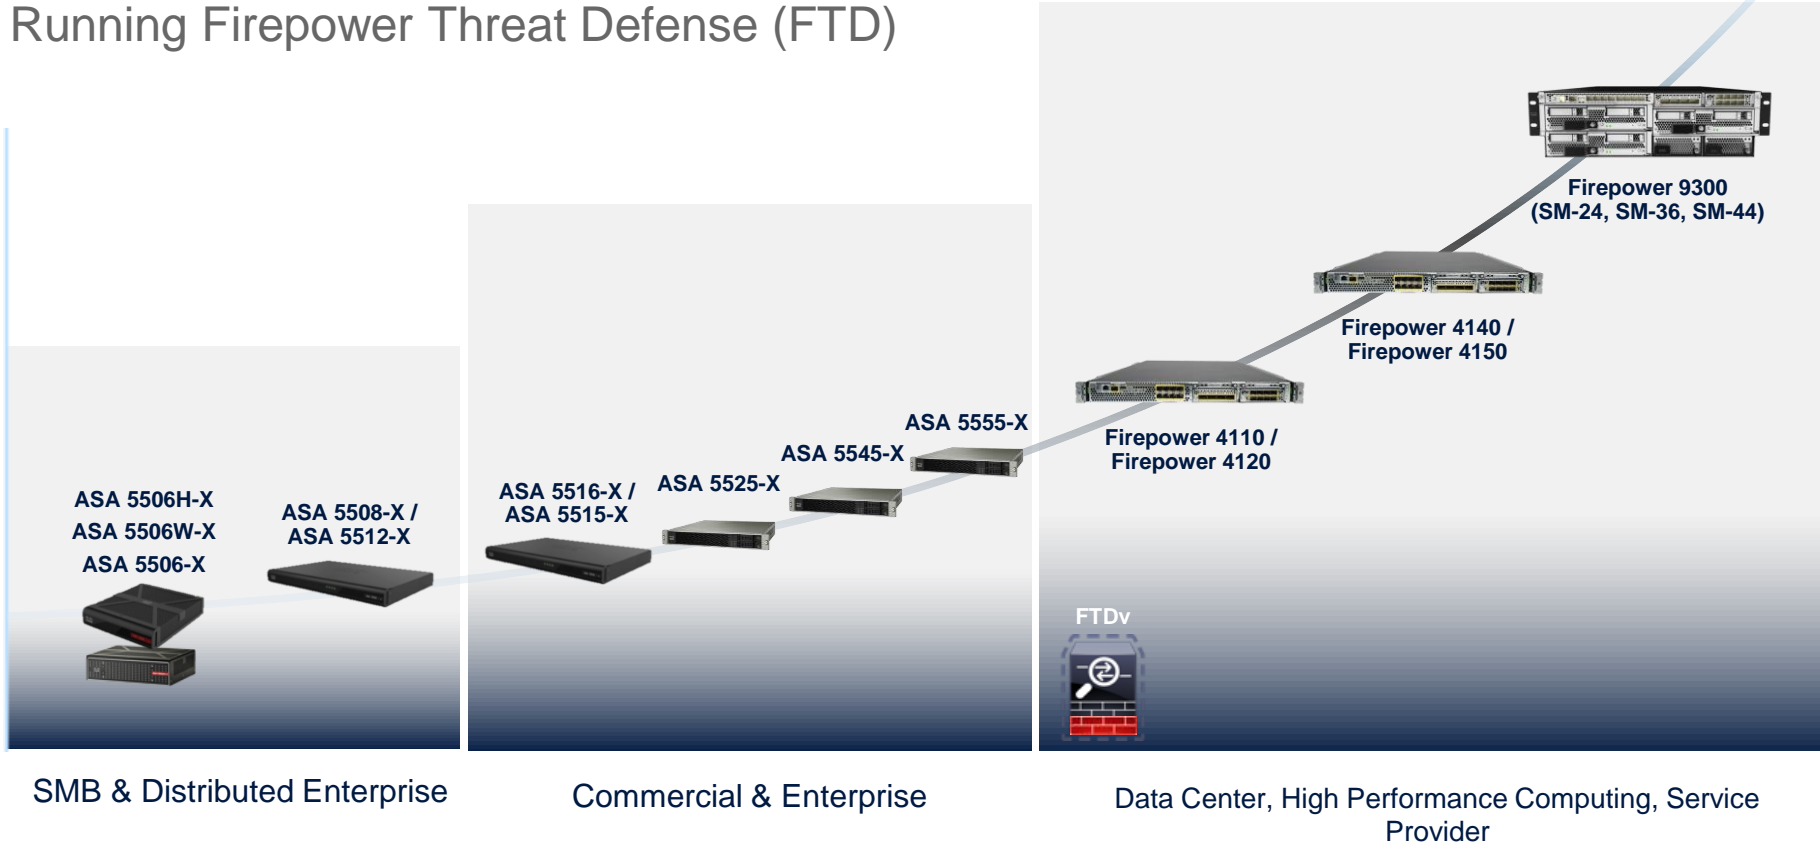 Running Firepower Threat Defense (FTD)
Firepower 9300
(SM-24, SM-36, SM-44)
Firepower 4140 /
Firepower 4150
Firepower 4110 /
Firepower 4120
ASA 5555-X
ASA 5545-X
ASA 5525-X
ASA 5516-X /
ASA 5515-X
ASA 5508-X /
ASA 5512-X
ASA 5506H-X
ASA 5506W-X
ASA 5506-X
FTDv
SMB & Distributed Enterprise
Commercial & Enterprise
Data Center, High Performance Computing, Service
Provider